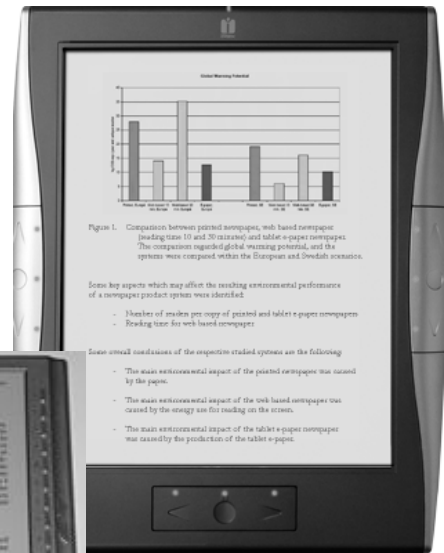 Global Warming Potential
Figure 1. Comparison between printed newspaper, web based newspaper
(reading time 10 and 30 minutes) and tablet e-paper newspaper.
The comparison regarded global warming potential, and the
systems were compared within the European and Swedish scenarios.
Some key aspects which may affect the resulting environmental performance
of a newspaper product system were identified:
- Number of readers per copy of printed and tablet e-paper newspapers
- Reading time for web based newspaper
Some overall conclusions of the respective studied systems are the following:
- The main environmental impact of the printed newspaper was caused
by the paper.
- The main environmental impact of the web based newspaper was
caused by the energy use for reading on the screen.
- The main environmental impact of the tablet e-paper newspaper
was caused by the production of the tablet e-paper.